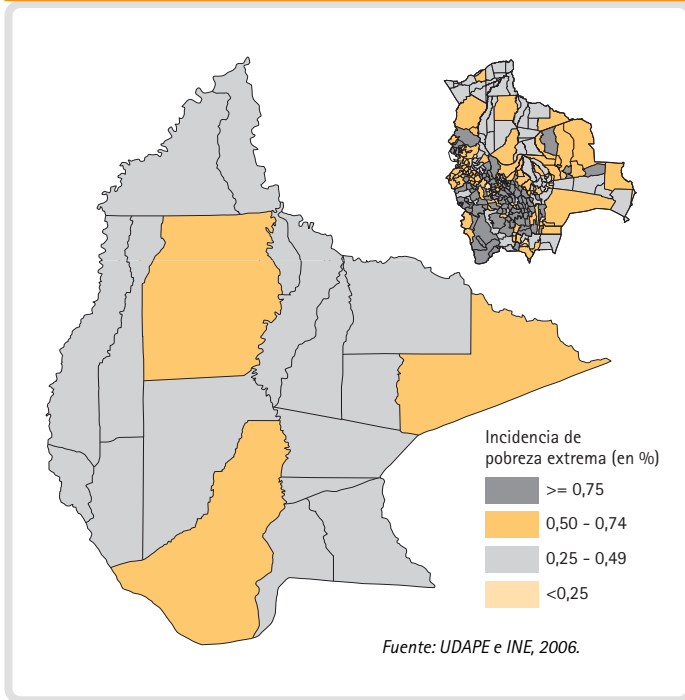 Incidencia de
pobreza extrema (en %)
>= 0,75
0,50 - 0,74
0,25 - 0,49
<0,25
Fuente: UDAPE e INE, 2006.